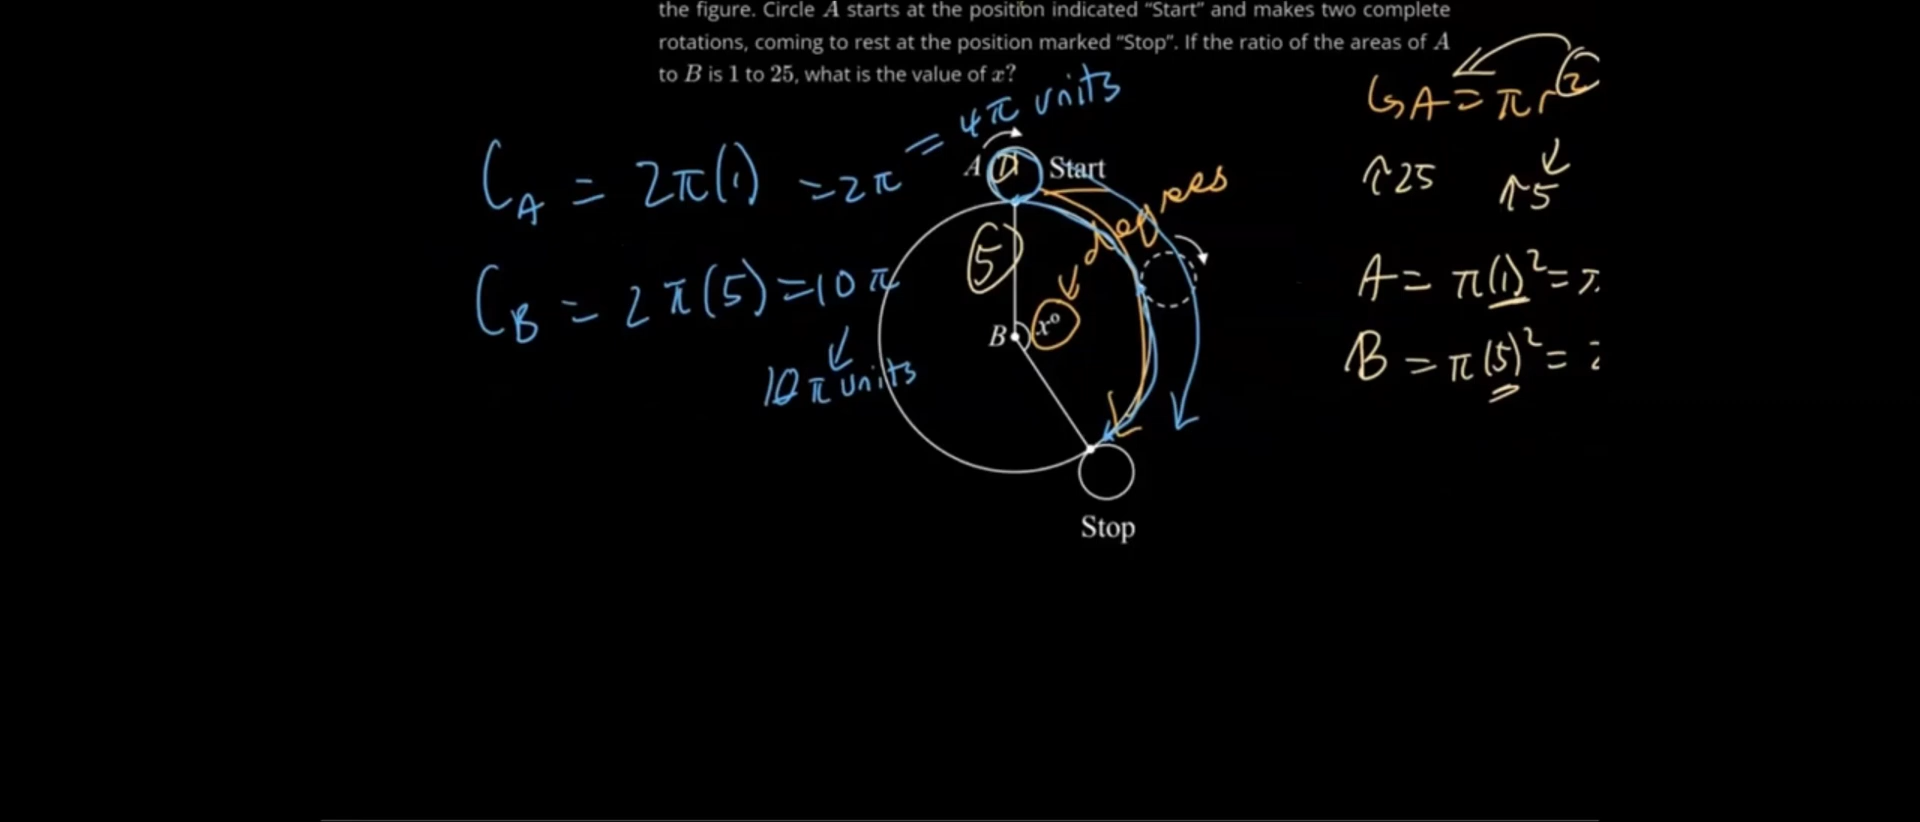 the figure. Circle A starts at the position indicated “Start” and makes two complete
rotations, coming to rest at the position marked “Stop”. If the ratio of the areas of A
to B is 1 to 25, what is the value of x?
C_A = 2π(1) = 2π = 4π units
C_B = 2π(5) = 10π
10π units
A
1
Start
5
degrees
B
x°
Stop
A = πr²
↑25 ↑5
A = π(1)² = π
B = π(5)² =